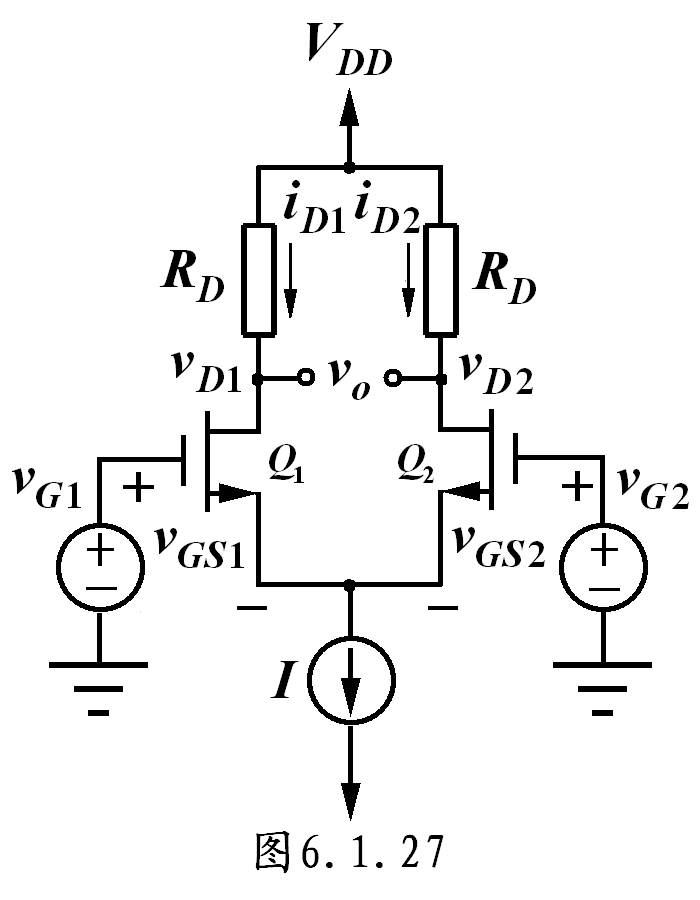 V_DD
i_D1 i_D2
R_D R_D
v_D1 v_o v_D2
Q_1 Q_2
v_G1 + + v_G2
+ v_GS1 v_GS2 +
− − − −
I
图6.1.27